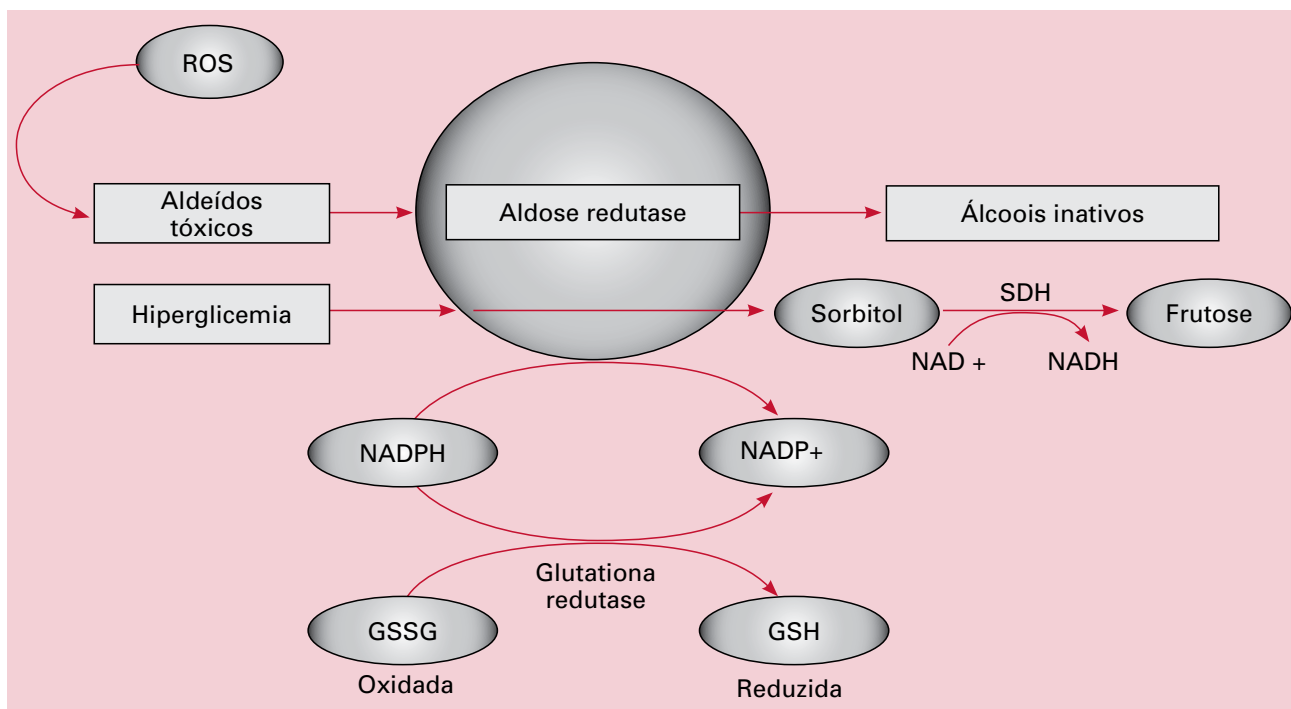 ROS
Aldeídos
tóxicos
Aldose redutase
Álcoois inativos
Hiperglicemia
Sorbitol
SDH
Frutose
NAD +
NADH
NADPH
NADP+
Glutationa
redutase
GSSG
GSH
Oxidada
Reduzida